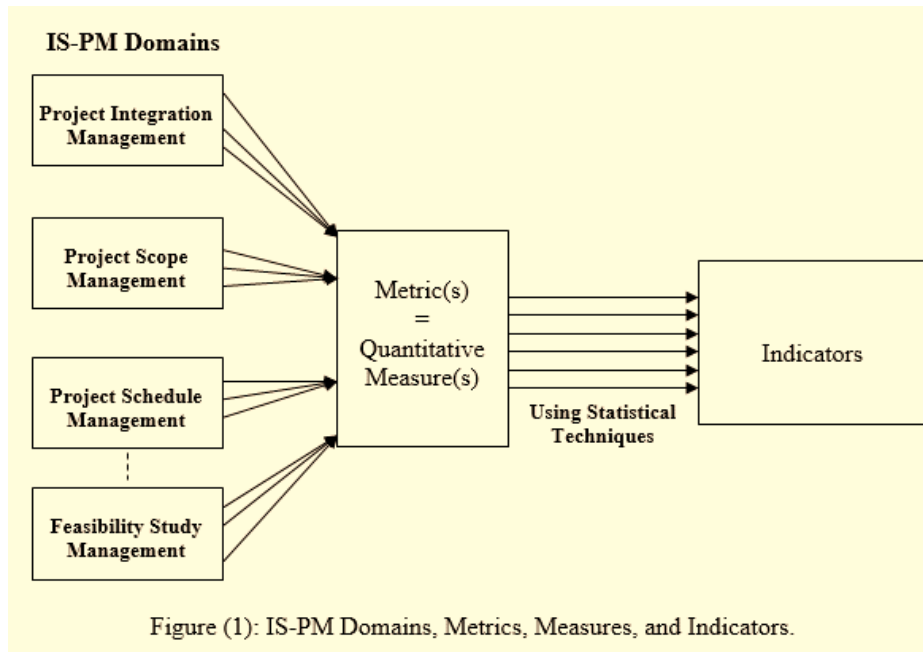 IS-PM Domains
Project Integration
Management
Project Scope
Management
Project Schedule
Management
Feasibility Study
Management
Metric(s)
=
Quantitative
Measure(s)
Using Statistical
Techniques
Indicators
Figure (1): IS-PM Domains, Metrics, Measures, and Indicators.